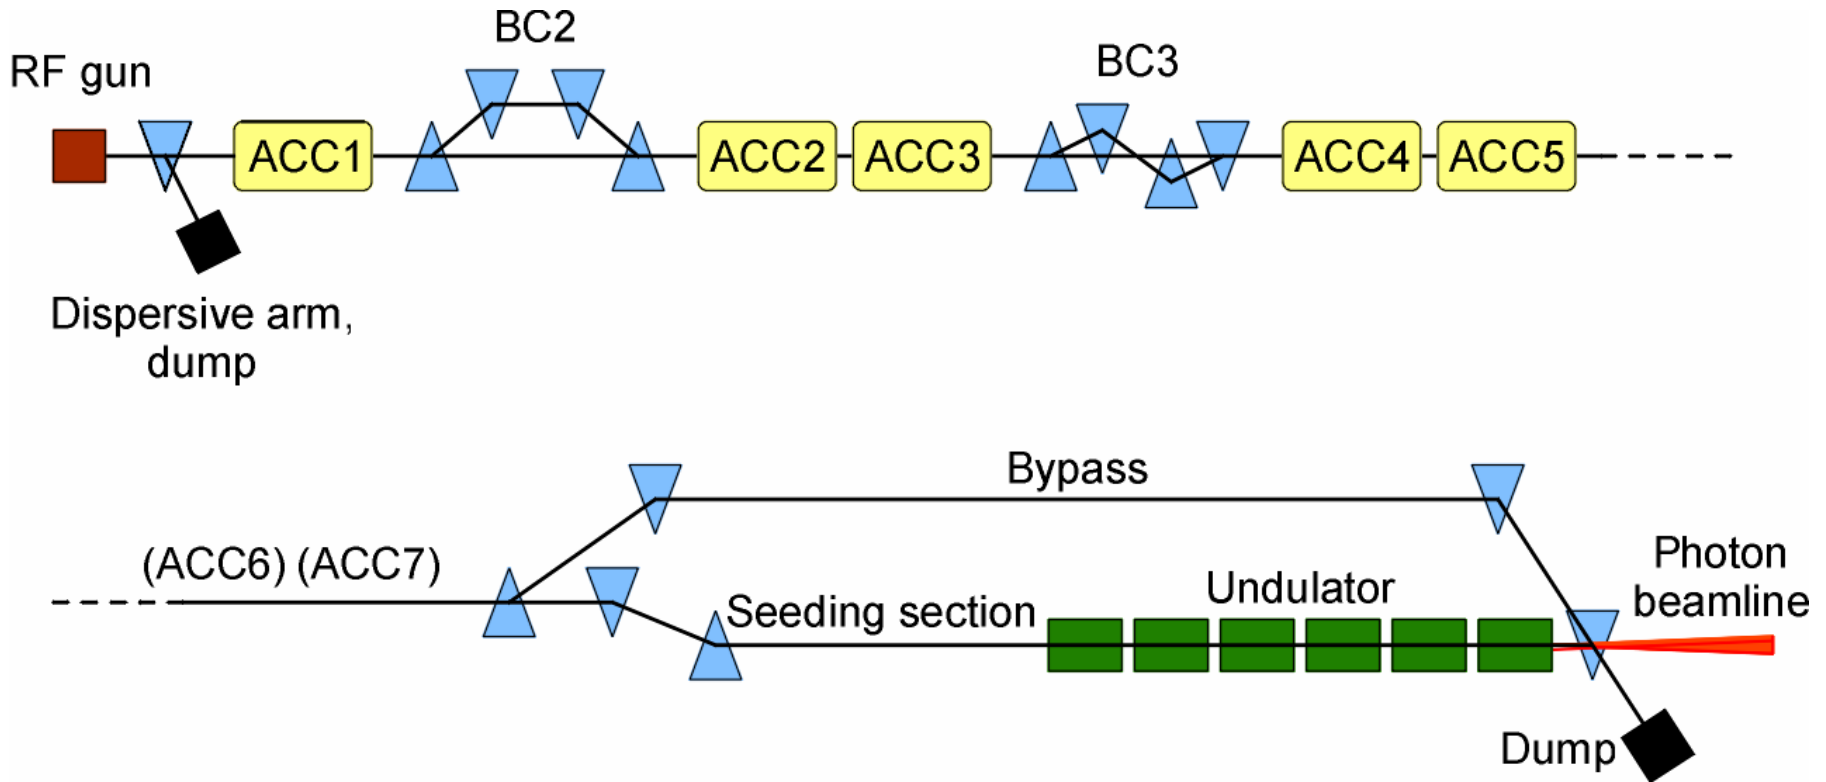 BC2
RF gun
BC3
ACC1
ACC2
ACC3
ACC4
ACC5
Dispersive arm,
dump
Bypass
(ACC6) (ACC7)
Photon
beamline
Undulator
Seeding section
Dump